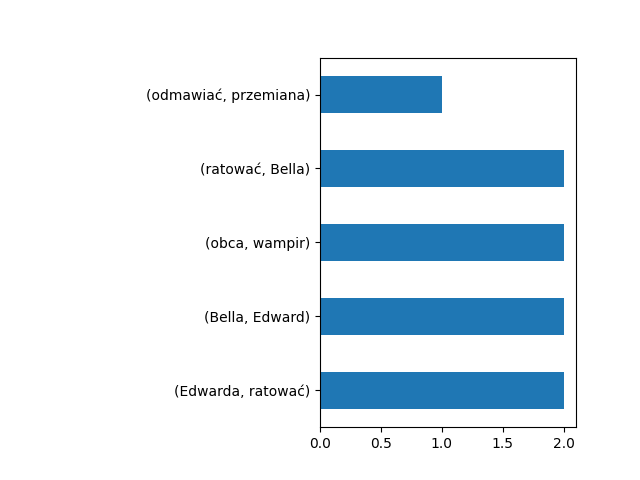 (odmawiać, przemiana)
(ratować, Bella)
(obca, wampir)
(Bella, Edward)
(Edwarda, ratować)
0.0 0.5 1.0 1.5 2.0